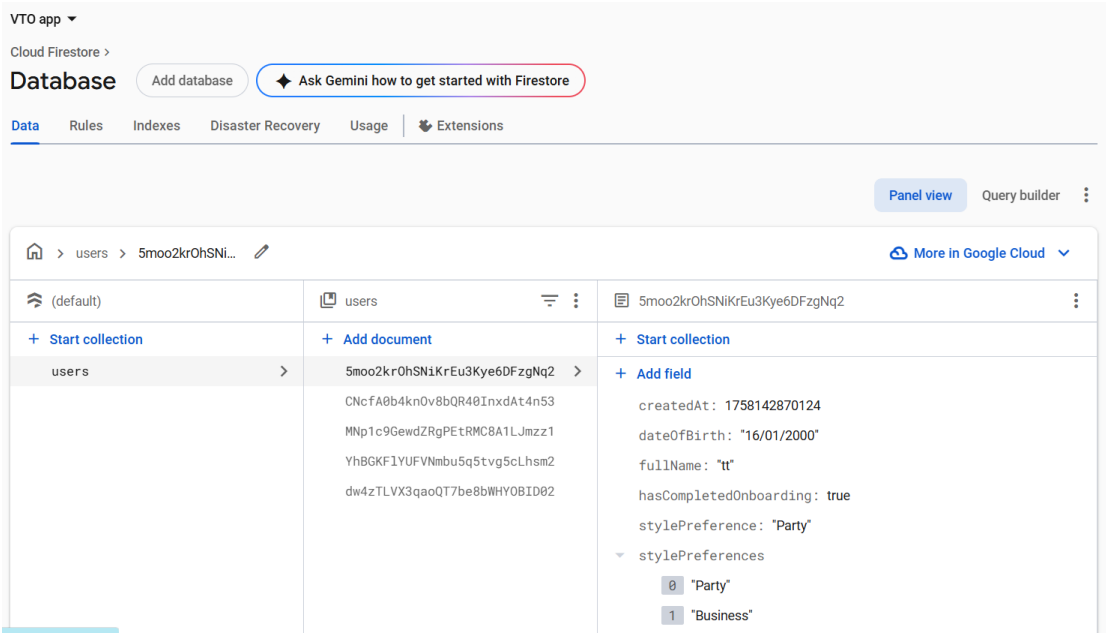 VTO app
Cloud Firestore >
Database
Add database
Ask Gemini how to get started with Firestore
Data
Rules
Indexes
Disaster Recovery
Usage
Extensions
Panel view
Query builder
users
5moo2krOhSNi...
More in Google Cloud
(default)
users
5moo2krOhSNiKrEu3Kye6DFzgNq2
+ Start collection
+ Add document
+ Start collection
users
5moo2krOhSNiKrEu3Kye6DFzgNq2
CNcfA0b4knOv8bQR40InxdAt4n53
MNp1c9GewdZRgPEtRMC8A1LJmzz1
YhBGKFlYUFVNmbu5q5tvg5cLhsm2
dw4zTLVX3qaoQT7be8bWHYOBID02
+ Add field
createdAt: 1758142870124
dateOfBirth: "16/01/2000"
fullName: "tt"
hasCompletedOnboarding: true
stylePreference: "Party"
stylePreferences
0 "Party"
1 "Business"